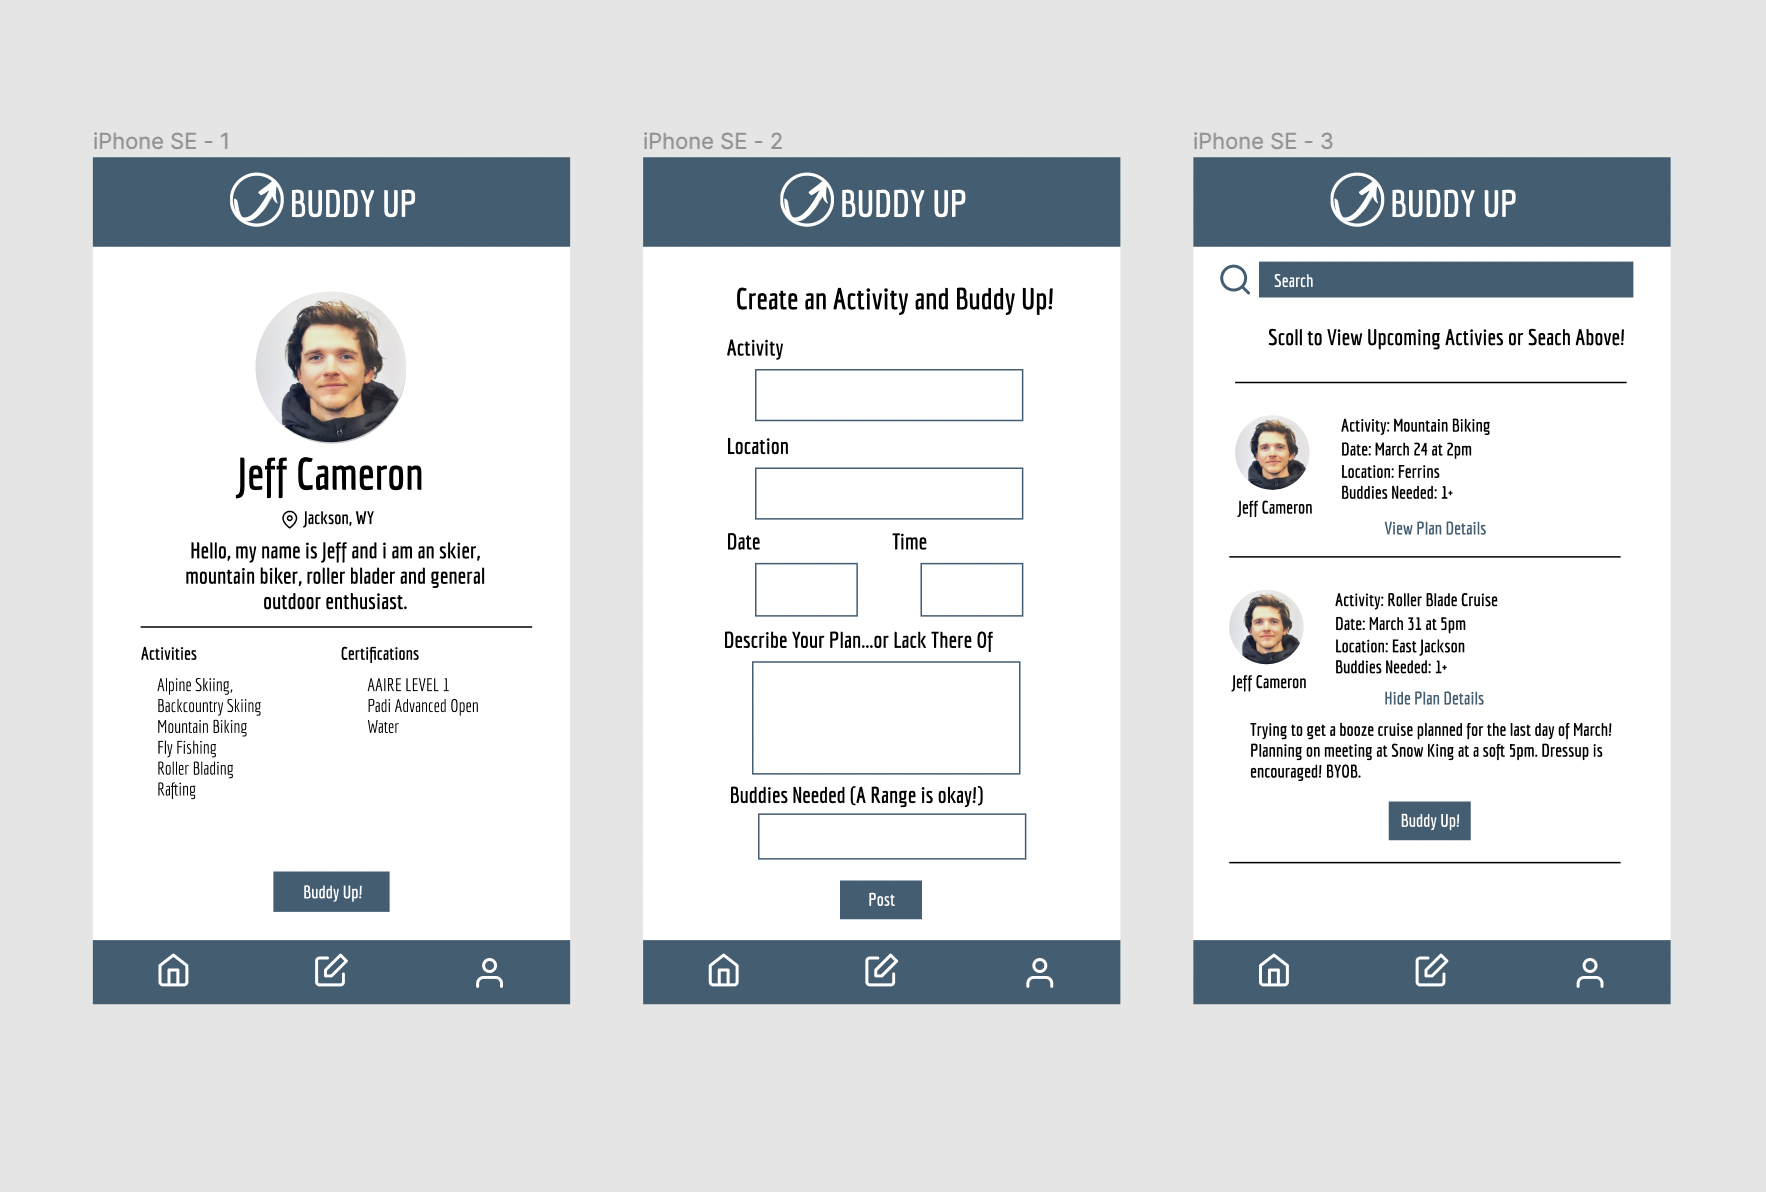 iPhone SE - 1
BUDDY UP
Jeff Cameron
Jackson, WY
Hello, my name is Jeff and i am an skier,
mountain biker, roller blader and general
outdoor enthusiast.
Activities
Alpine Skiing,
Backcountry Skiing
Mountain Biking
Fly Fishing
Roller Blading
Rafting
Certifications
AAIRE LEVEL 1
Padi Advanced Open
Water
Buddy Up!
iPhone SE - 2
BUDDY UP
Create an Activity and Buddy Up!
Activity
Location
Date
Time
Describe Your Plan...or Lack There Of
Buddies Needed (A Range is okay!)
Post
iPhone SE - 3
BUDDY UP
Search
Scoll to View Upcoming Activies or Seach Above!
Jeff Cameron
Activity: Mountain Biking
Date: March 24 at 2pm
Location: Ferrins
Buddies Needed: 1+
View Plan Details
Jeff Cameron
Activity: Roller Blade Cruise
Date: March 31 at 5pm
Location: East Jackson
Buddies Needed: 1+
Hide Plan Details
Trying to get a booze cruise planned for the last day of March!
Planning on meeting at Snow King at a soft 5pm. Dressup is
encouraged! BYOB.
Buddy Up!